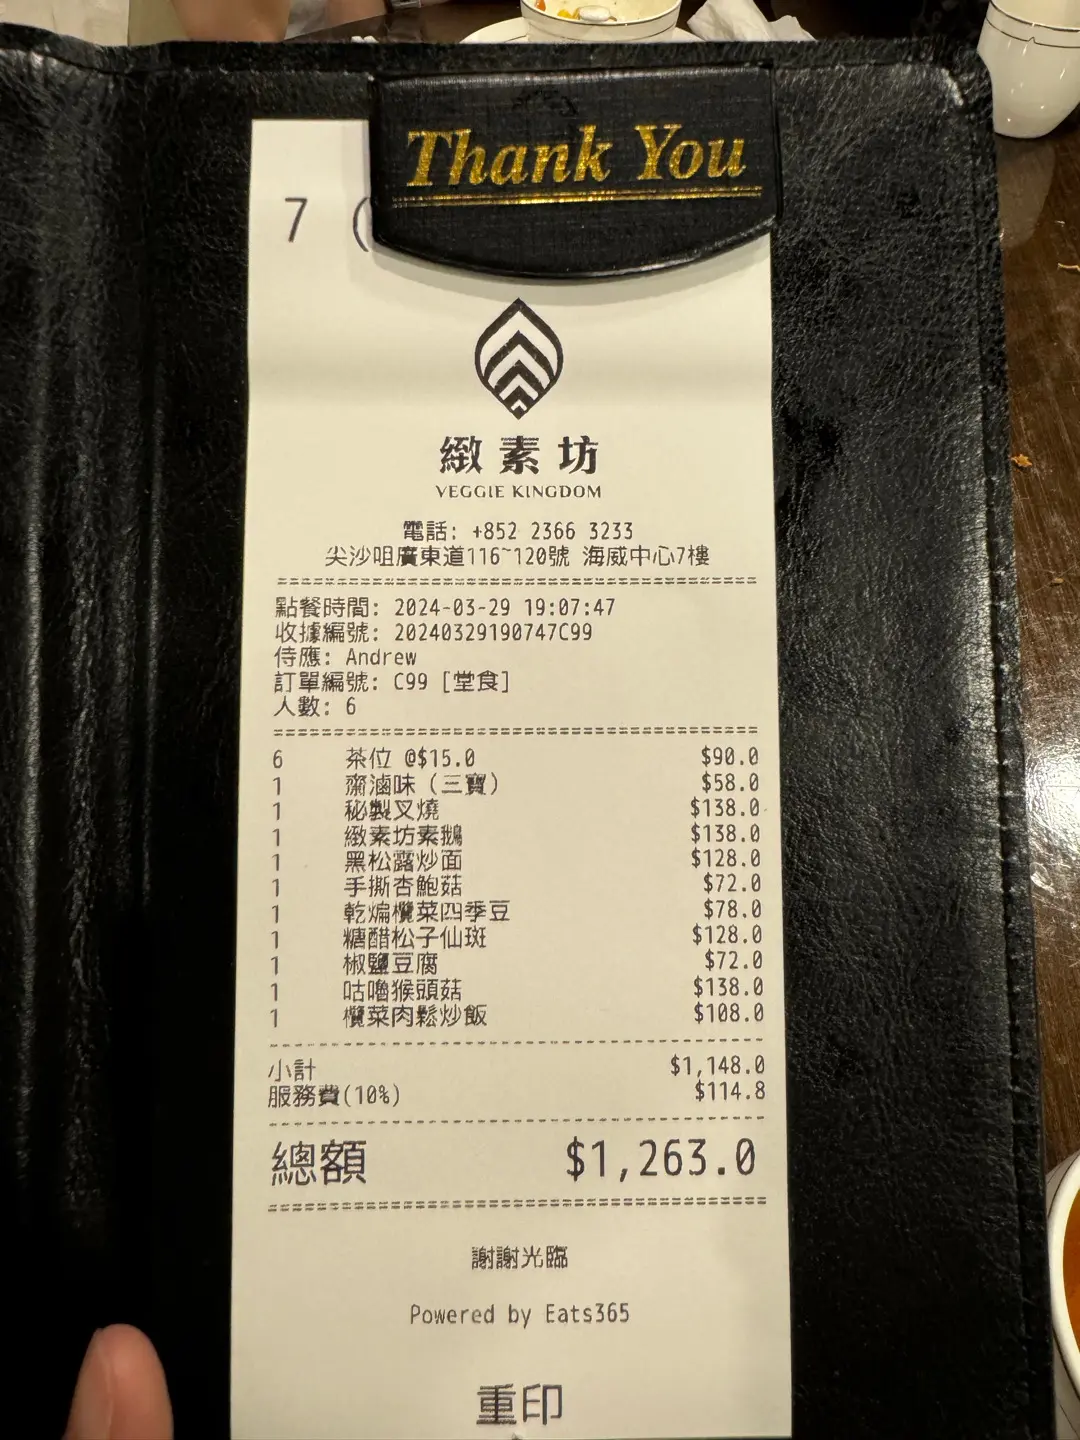 Thank You
7 (
緻素坊
VEGGIE KINGDOM
電話: +852 2366 3233
尖沙咀廣東道116~120號 海威中心7樓
點餐時間: 2024-03-29 19:07:47
收據編號: 20240329190747C99
侍應: Andrew
訂單編號: C99 [堂食]
人數: 6
6 茶位 @$15.0 $90.0
1 齋滷味 (三寶) $58.0
1 秘製叉燒 $138.0
1 緻素坊素鵝 $138.0
1 黑松露炒面 $128.0
1 手撕杏鮑菇 $72.0
1 乾煸欖菜四季豆 $78.0
1 糖醋松子仙斑 $128.0
1 椒鹽豆腐 $72.0
1 咕嚕猴頭菇 $138.0
1 欖菜肉鬆炒飯 $108.0
小計 $1,148.0
服務費(10%) $114.8
總額 $1,263.0
謝謝光臨
Powered by Eats365
重印